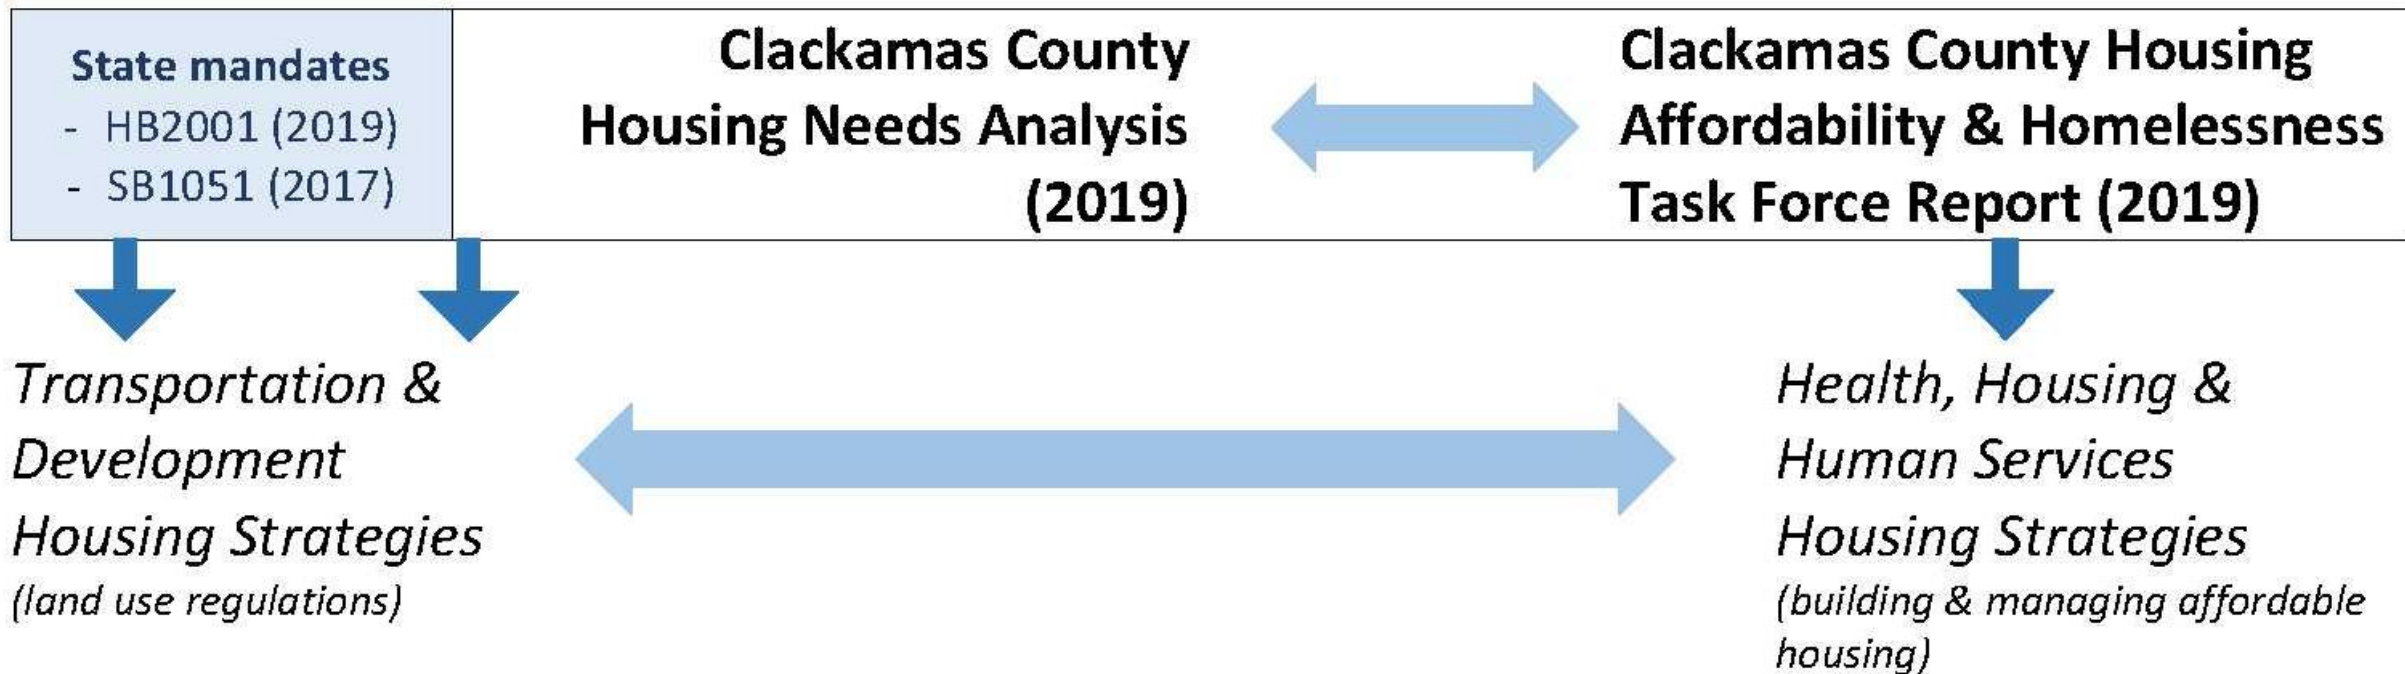 State mandates
- HB2001 (2019)
- SB1051 (2017)
Clackamas County
Housing Needs Analysis
(2019)
Clackamas County Housing
Affordability & Homelessness
Task Force Report (2019)
Transportation &
Development
Housing Strategies
(land use regulations)
Health, Housing &
Human Services
Housing Strategies
(building & managing affordable
housing)